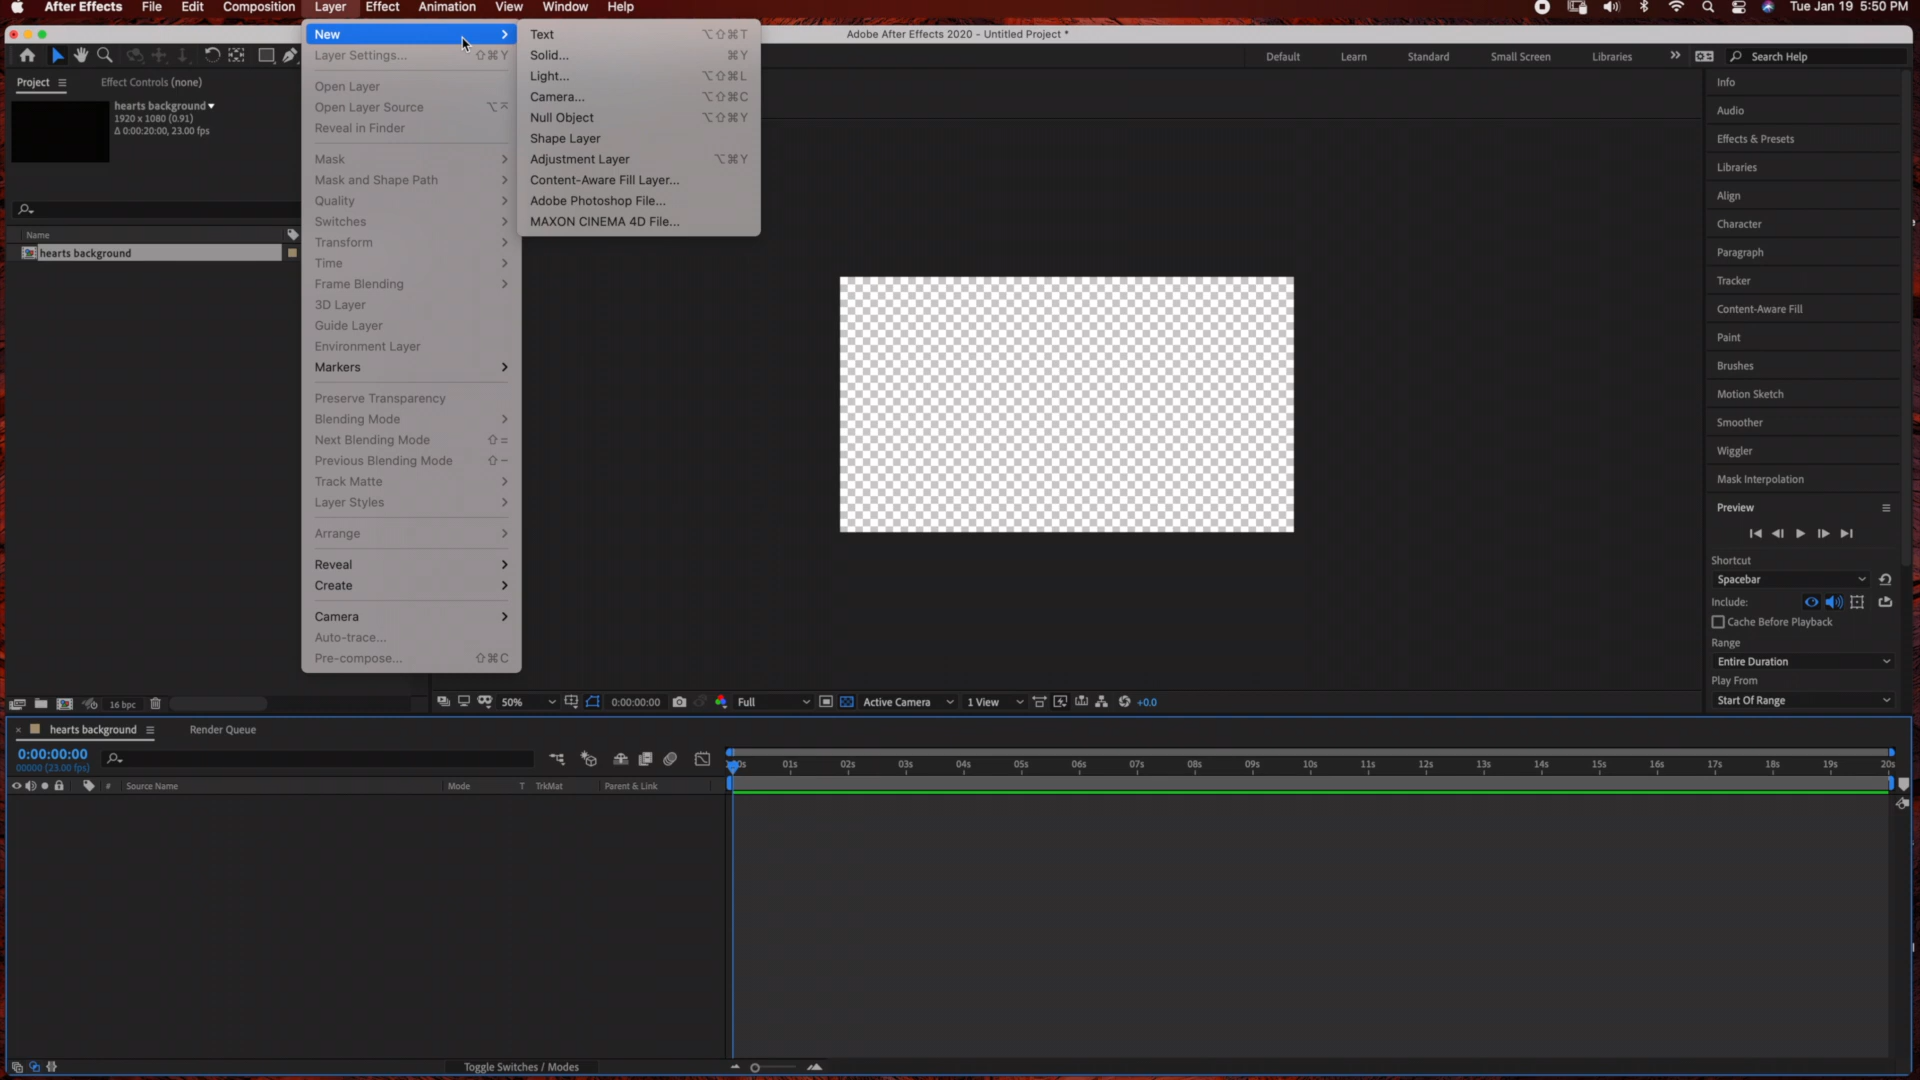 After Effects File Edit Composition Layer Effect Animation View Window Help Tue Jan 19 5:50 PM
Adobe After Effects 2020 - Untitled Project *
Default Learn Standard Small Screen Libraries Search Help
Project Effect Controls (none)
hearts background
1920 x 1080 (0.91)
Δ 0:00:20:00, 23.00 fps
Name
hearts background
16 bpc
New
Layer Settings... ⇧⌘Y
Open Layer
Open Layer Source
Reveal in Finder
Mask
Mask and Shape Path
Quality
Switches
Transform
Time
Frame Blending
3D Layer
Guide Layer
Environment Layer
Markers
Preserve Transparency
Blending Mode
Next Blending Mode ⇧=
Previous Blending Mode ⇧-
Track Matte
Layer Styles
Arrange
Reveal
Create
Camera
Auto-trace...
Pre-compose... ⇧⌘C
Text ⌥⇧⌘T
Solid... ⌘Y
Light... ⌥⇧⌘L
Camera... ⌥⇧⌘C
Null Object ⌥⇧⌘Y
Shape Layer
Adjustment Layer ⌥⌘Y
Content-Aware Fill Layer...
Adobe Photoshop File...
MAXON CINEMA 4D File...
50% 0:00:00:00 Full Active Camera 1 View +0.0
Info
Audio
Effects & Presets
Libraries
Align
Character
Paragraph
Tracker
Content-Aware Fill
Paint
Brushes
Motion Sketch
Smoother
Wiggler
Mask Interpolation
Preview
Shortcut
Spacebar
Include:
Cache Before Playback
Range
Entire Duration
Play From
Start Of Range
hearts background Render Queue
0:00:00:00
00000 (23.00 fps)
# Source Name Mode T TrkMat Parent & Link
01s 02s 03s 04s 05s 06s 07s 08s 09s 10s 11s 12s 13s 14s 15s 16s 17s 18s 19s 20s
Toggle Switches / Modes